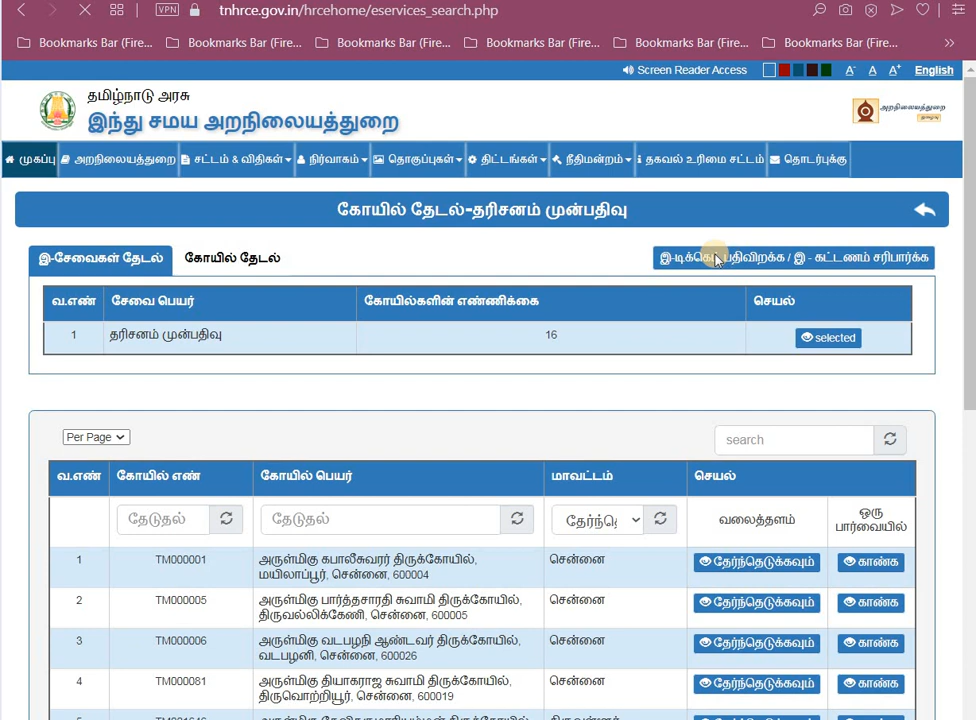 VPN tnhrce.gov.in/hrcehome/eservices_search.php
Bookmarks Bar (Fire... Bookmarks Bar (Fire... Bookmarks Bar (Fire... Bookmarks Bar (Fire... Bookmarks Bar (Fire... Bookmarks Bar (Fire... »
Screen Reader Access A- A A+ English
தமிழ்நாடு அரசு
இந்து சமய அறநிலையத்துறை
அறநிலையத்துறை
முகப்பு அறநிலையத்துறை சட்டம் & விதிகள் நிர்வாகம் தொகுப்புகள் திட்டங்கள் நீதிமன்றம் தகவல் உரிமை சட்டம் தொடர்புக்கு
கோயில் தேடல்-தரிசனம் முன்பதிவு
இ-சேவைகள் தேடல் கோயில் தேடல் பதிவிறக்க / இ - கட்டணம் சரிபார்க்க
வ.எண் சேவை பெயர் கோயில்களின் எண்ணிக்கை செயல்
1 தரிசனம் முன்பதிவு 16 selected
Per Page search
வ.எண் கோயில் எண் கோயில் பெயர் மாவட்டம் செயல்
தேடுதல் தேடுதல் வலைத்தளம் ஒரு பார்வையில்
1 TM000001 அருள்மிகு கபாலீசுவரர் திருக்கோயில், சென்னை தேர்ந்தெடுக்கவும் காண்க
மயிலாப்பூர், சென்னை, 600004
2 TM000005 அருள்மிகு பார்த்தசாரதி சுவாமி திருக்கோயில், சென்னை தேர்ந்தெடுக்கவும் காண்க
திருவல்லிக்கேணி, சென்னை, 600005
3 TM000006 அருள்மிகு வடபழநி ஆண்டவர் திருக்கோயில், சென்னை தேர்ந்தெடுக்கவும் காண்க
வடபழனி, சென்னை, 600026
4 TM000081 அருள்மிகு தியாகராஜ சுவாமி திருக்கோயில், சென்னை தேர்ந்தெடுக்கவும் காண்க
திருவொற்றியூர், சென்னை, 600019